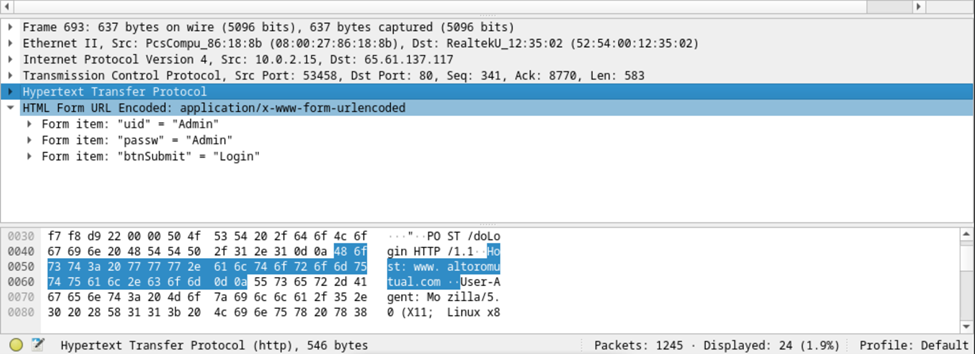 Frame 693: 637 bytes on wire (5096 bits), 637 bytes captured (5096 bits)
Ethernet II, Src: PcsCompu_86:18:8b (08:00:27:86:18:8b), Dst: RealtekU_12:35:02 (52:54:00:12:35:02)
Internet Protocol Version 4, Src: 10.0.2.15, Dst: 65.61.137.117
Transmission Control Protocol, Src Port: 53458, Dst Port: 80, Seq: 341, Ack: 8770, Len: 583
Hypertext Transfer Protocol
HTML Form URL Encoded: application/x-www-form-urlencoded
Form item: "uid" = "Admin"
Form item: "passw" = "Admin"
Form item: "btnSubmit" = "Login"
0030 f7 f8 d9 22 00 00 50 4f 53 54 20 2f 64 6f 4c 6f ···"··PO ST /doLo
0040 67 69 6e 20 48 54 54 50 2f 31 2e 31 0d 0a 48 6f gin HTTP /1.1··Ho
0050 73 74 3a 20 77 77 77 2e 61 6c 74 6f 72 6f 6d 75 st: www. altoromu
0060 74 75 61 6c 2e 63 6f 6d 0d 0a 55 73 65 72 2d 41 tual.com ··User-A
0070 67 65 6e 74 3a 20 4d 6f 7a 69 6c 6c 61 2f 35 2e gent: Mo zilla/5.
0080 30 20 28 58 31 31 3b 20 4c 69 6e 75 78 20 78 38 0 (X11; Linux x8
Hypertext Transfer Protocol (http), 546 bytes Packets: 1245 · Displayed: 24 (1.9%) Profile: Default